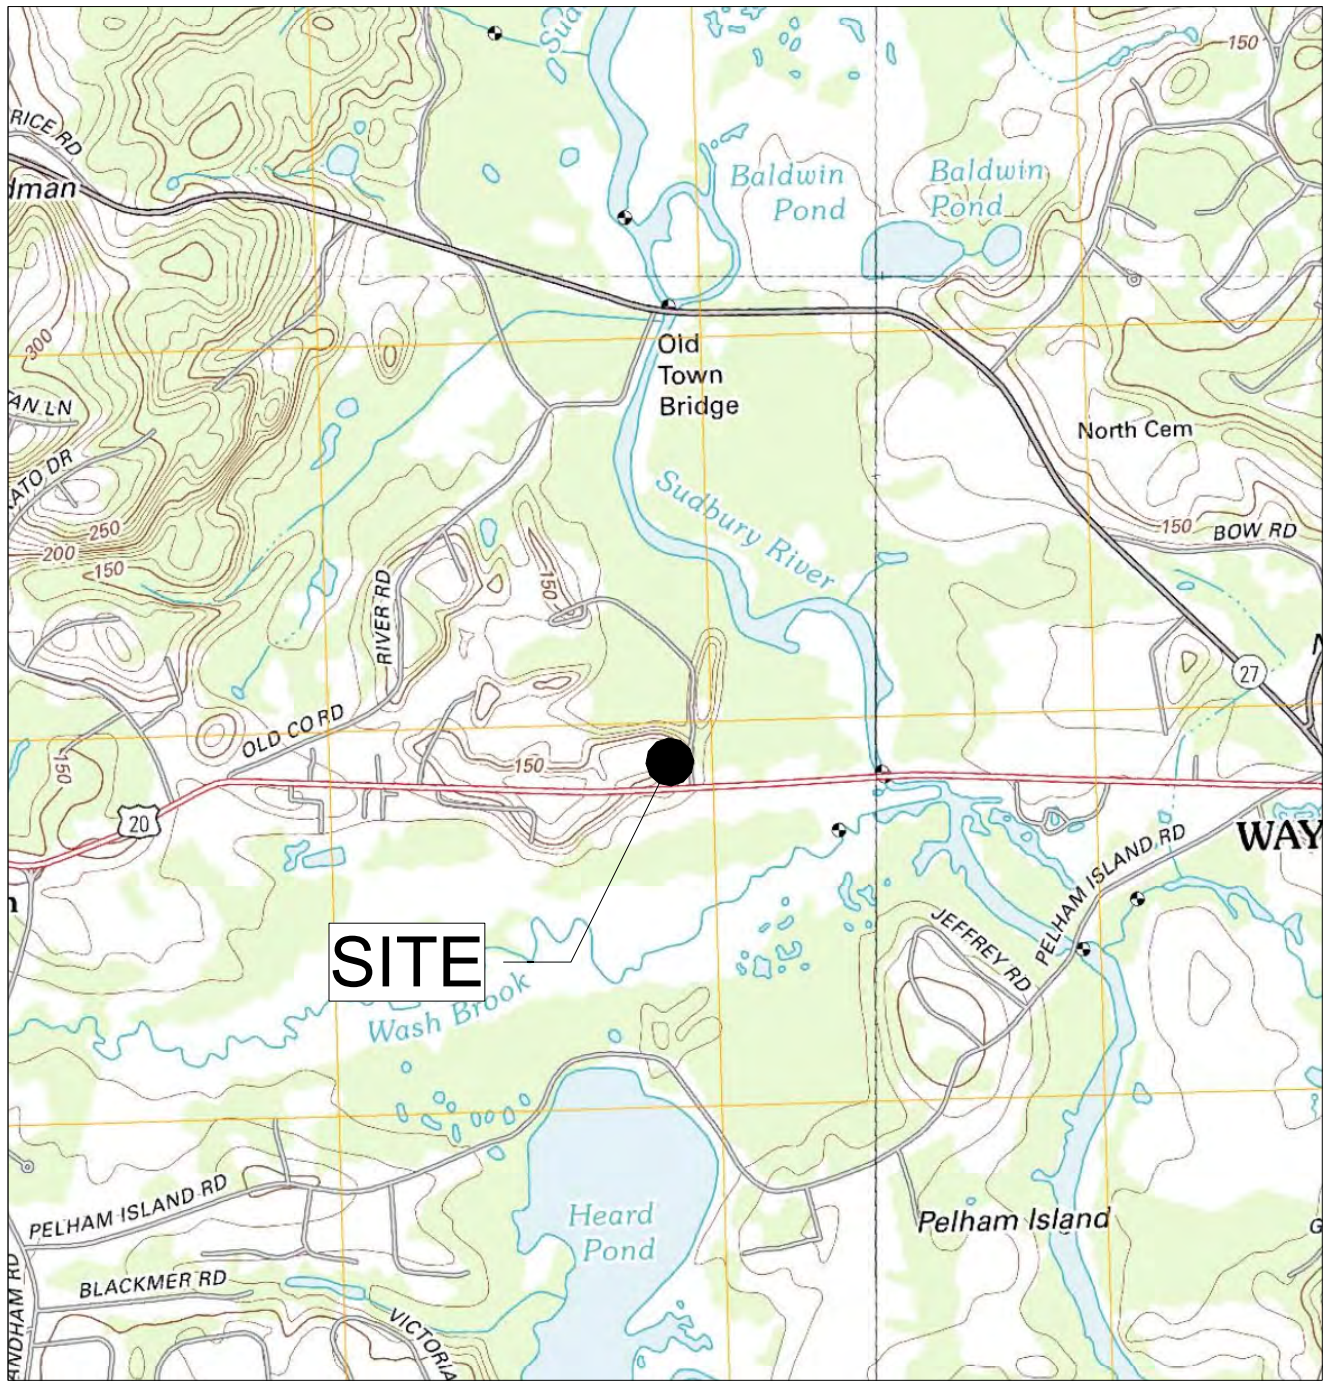 Sud
150
RICE RD
dman
Baldwin
Pond
Baldwin
Pond
300
Old
Town
Bridge
AN LN
North Cem
ATO DR
Sudbury River
250
200
150
150
BOW RD
150
RIVER RD
27
OLD CO RD
150
150
20
PELHAM ISLAND RD
WAY
n
JEFFREY RD
SITE
Wash Brook
PELHAM ISLAND RD
Heard
Pond
Pelham Island
G
BLACKMER RD
VICTORIA
NDHAM RD